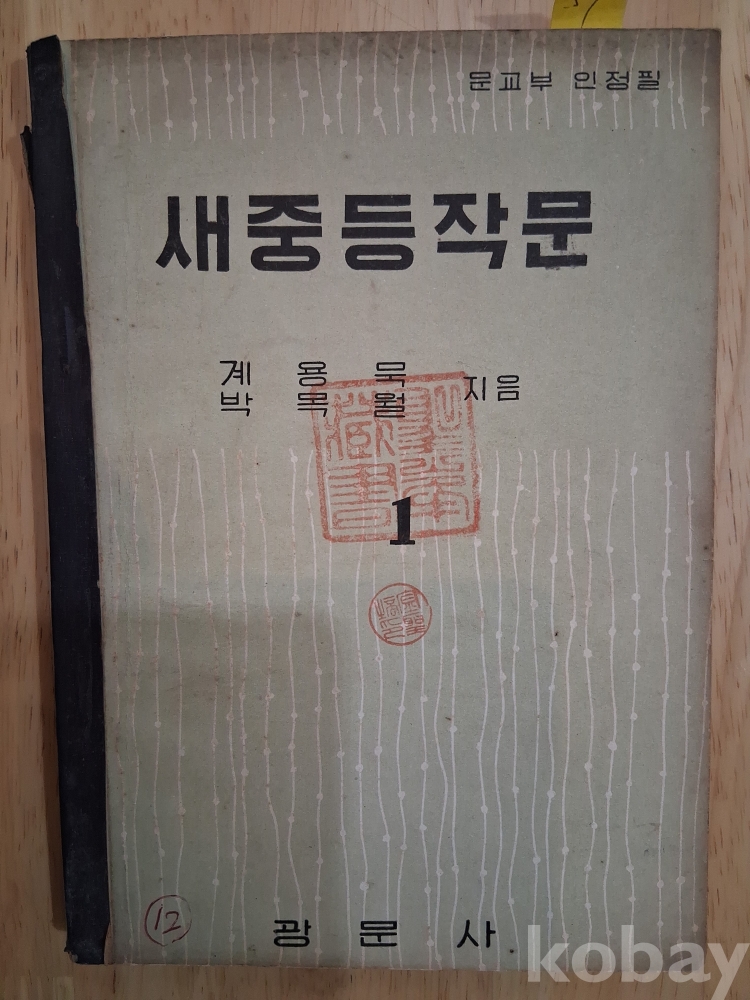 문교부 인정필
새중등작문
계용묵
박목월 지음
1
12
광문사
kobay